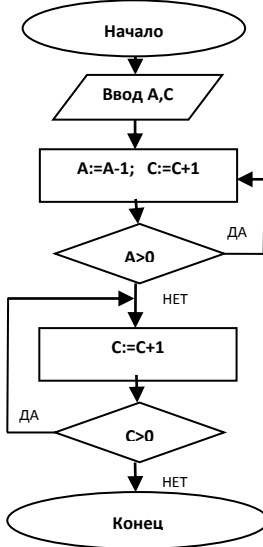 Начало
Ввод A,C
A:=A-1; C:=C+1
ДА
A>0
НЕТ
C:=C+1
ДА
C>0
НЕТ
Конец